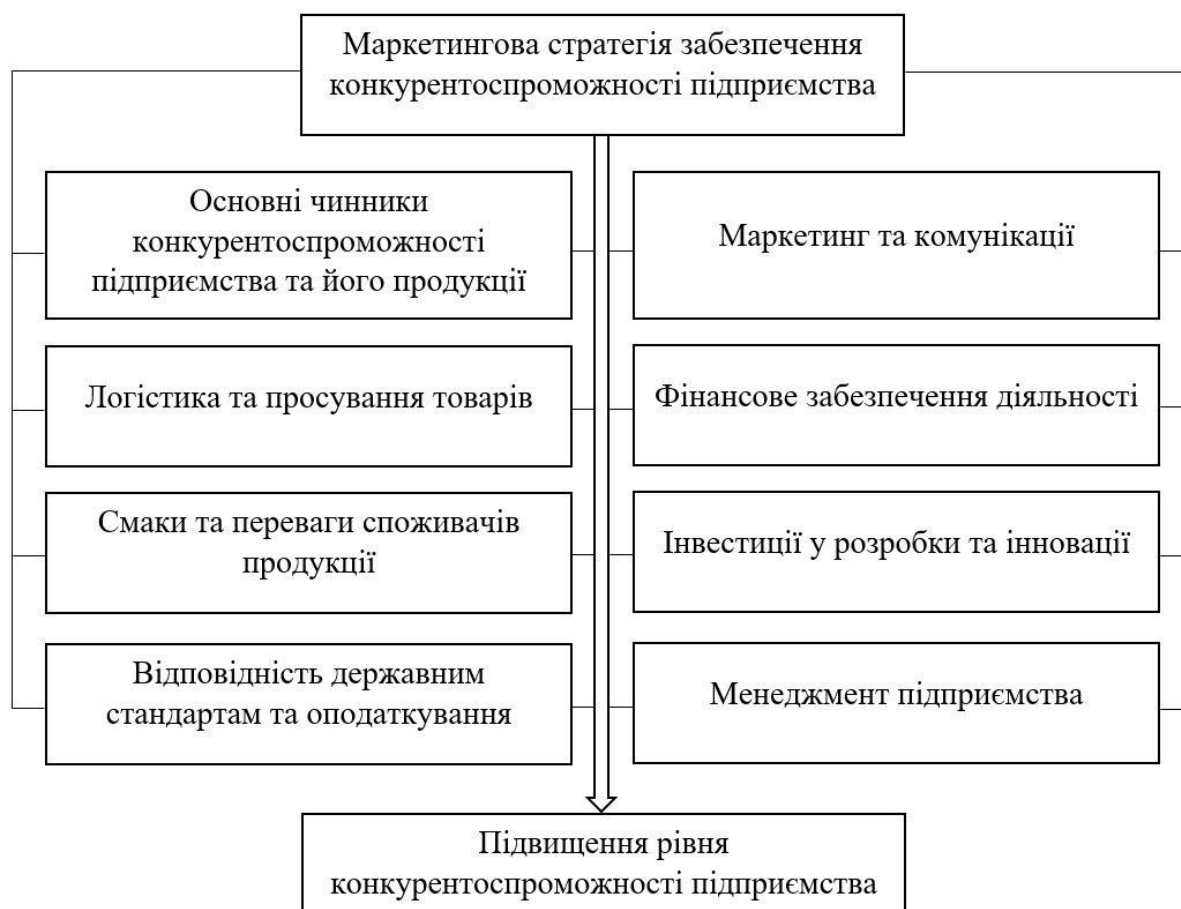 Маркетингова стратегія забезпечення
конкурентоспроможності підприємства
Основні чинники
конкурентоспроможності
підприємства та його продукції
Маркетинг та комунікації
Логістика та просування товарів
Фінансове забезпечення діяльності
Смаки та переваги споживачів
продукції
Інвестиції у розробки та інновації
Відповідність державним
стандартам та оподаткування
Менеджмент підприємства
Підвищення рівня
конкурентоспроможності підприємства